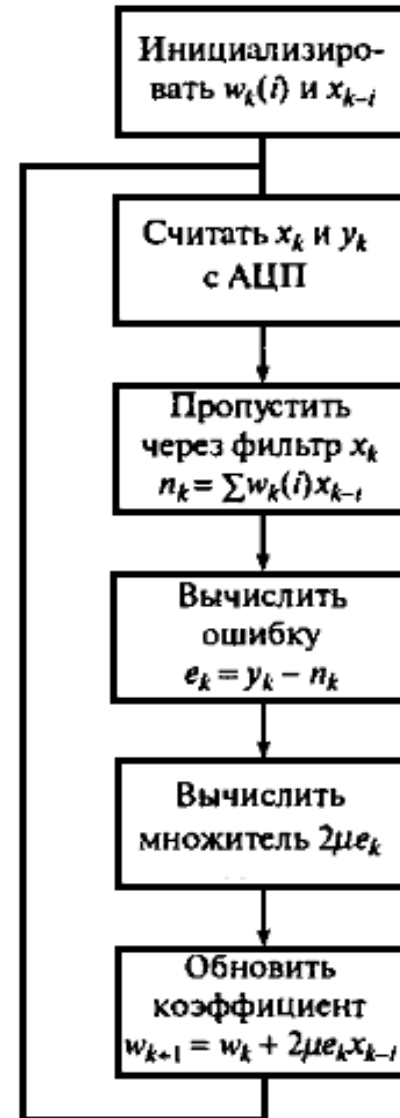 Инициализиро-
вать wₖ(i) и xₖ₋ᵢ
Считать xₖ и yₖ
с АЦП
Пропустить
через фильтр xₖ
nₖ = ∑wₖ(i)xₖ₋ᵢ
Вычислить
ошибку
eₖ = yₖ − nₖ
Вычислить
множитель 2μeₖ
Обновить
коэффициент
wₖ₊₁ = wₖ + 2μeₖxₖ₋ᵢ